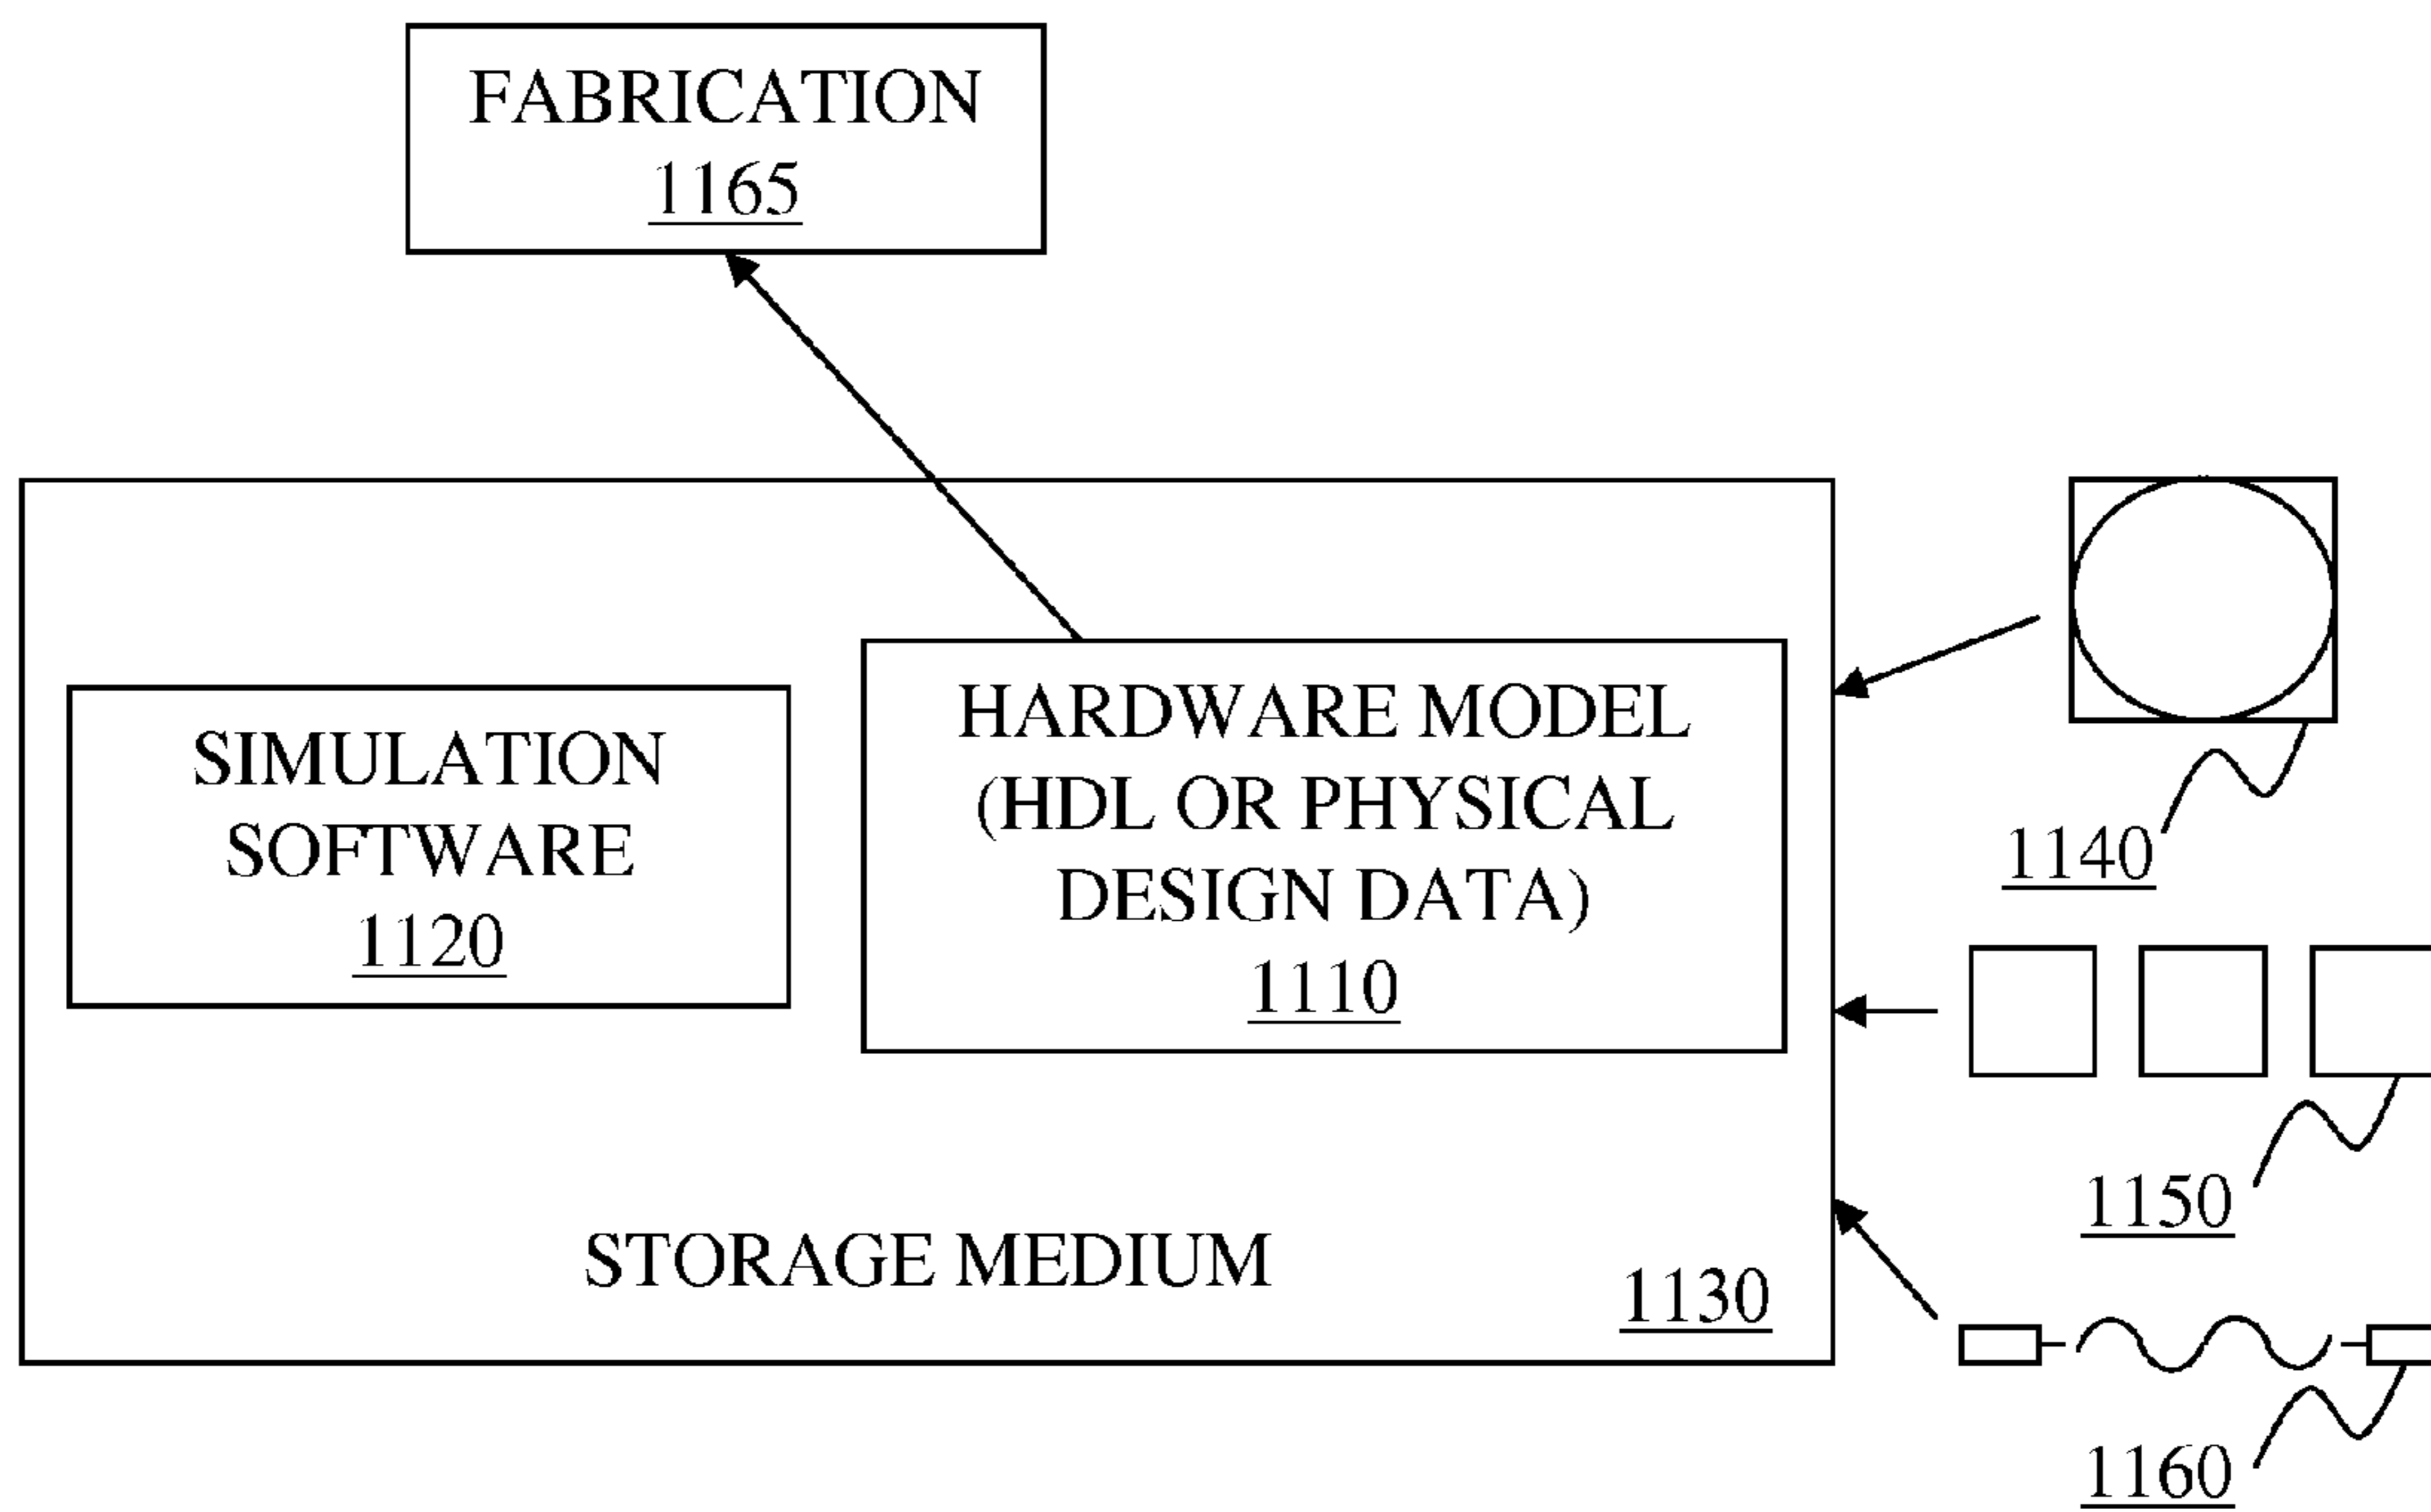 FABRICATION
1165
SIMULATION
SOFTWARE
1120
HARDWARE MODEL
(HDL OR PHYSICAL
DESIGN DATA)
1110
STORAGE MEDIUM
1130
1140
1150
1160